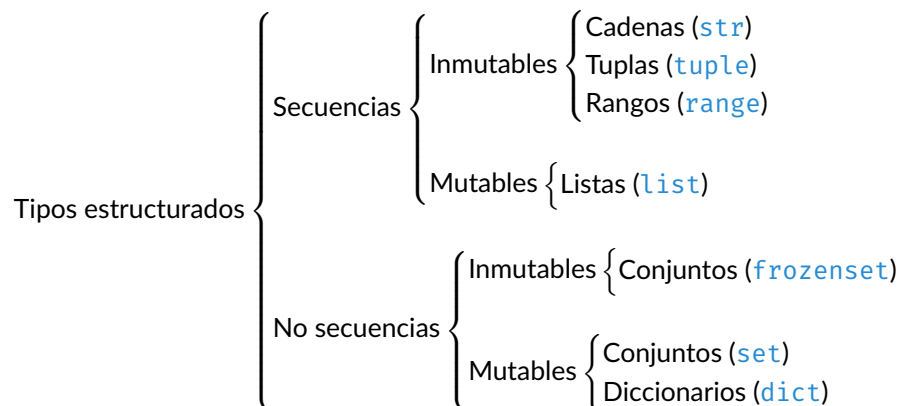 Tipos estructurados
Secuencias
Inmutables
Cadenas (str)
Tuplas (tuple)
Rangos (range)
Mutables
Listas (list)
No secuencias
Inmutables
Conjuntos (frozenset)
Mutables
Conjuntos (set)
Diccionarios (dict)